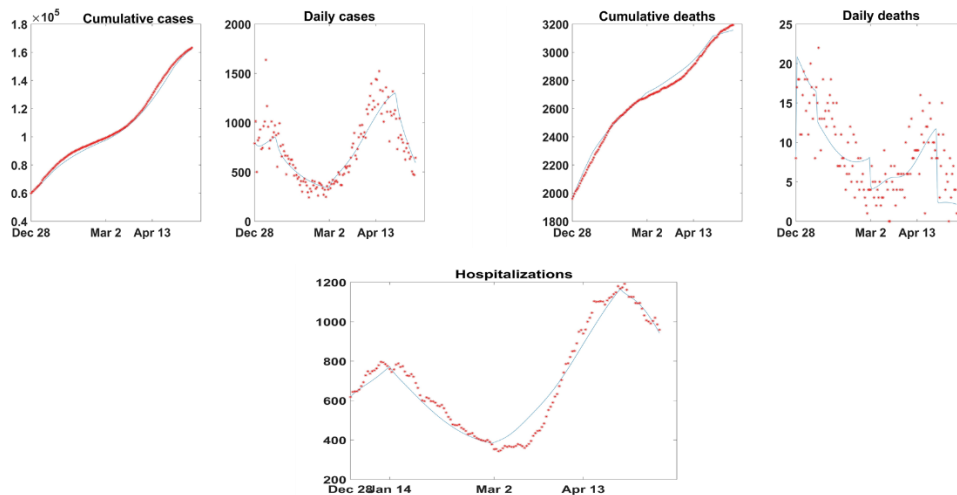 Cumulative cases
1.8 × 10⁵
1.6
1.4
1.2
1
0.8
0.6
0.4
Dec 28 Mar 2 Apr 13
Daily cases
2000
1500
1000
500
0
Dec 28 Mar 2 Apr 13
Cumulative deaths
3200
3000
2800
2600
2400
2200
2000
1800
Dec 28 Mar 2 Apr 13
Daily deaths
25
20
15
10
5
0
Dec 28 Mar 2 Apr 13
Hospitalizations
1200
1000
800
600
400
200
Dec 28 Jan 14 Mar 2 Apr 13